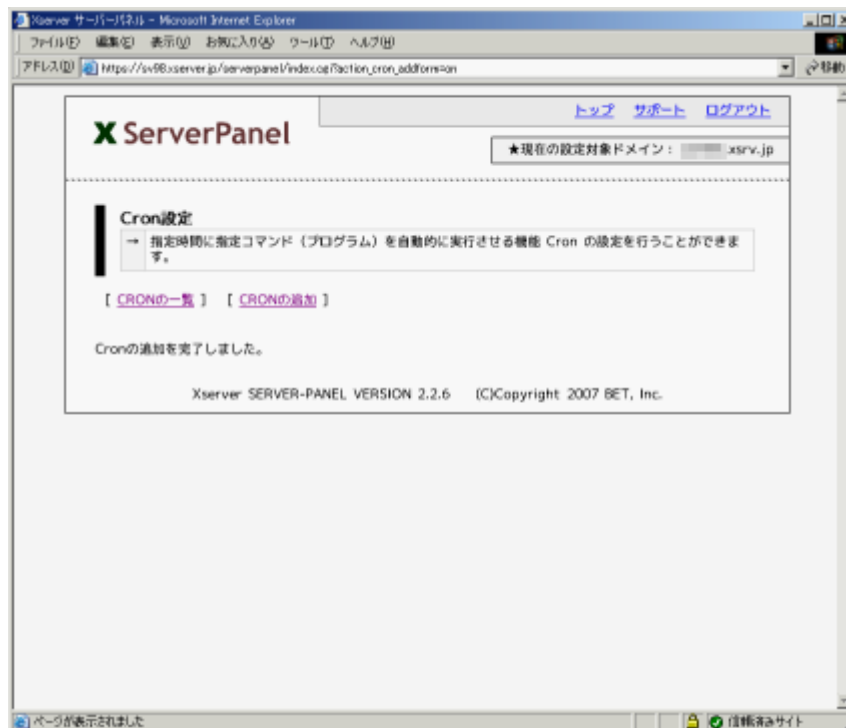 Xserver サーバーパネル - Microsoft Internet Explorer
ファイル(F) 編集(E) 表示(V) お気に入り(A) ツール(T) ヘルプ(H)
アドレス(D) https://sv98.xserver.jp/serverpanel/index.cgi?action_cron_addform=on 移動
トップ サポート ログアウト
X ServerPanel
★現在の設定対象ドメイン： xsrv.jp
Cron設定
→ 指定時間に指定コマンド（プログラム）を自動的に実行させる機能 Cron の設定を行うことができま
す。
[ CRONの一覧 ] [ CRONの追加 ]
Cronの追加を完了しました。
Xserver SERVER-PANEL VERSION 2.2.6 (C)Copyright 2007 BET, Inc.
ページが表示されました 信頼済みサイト